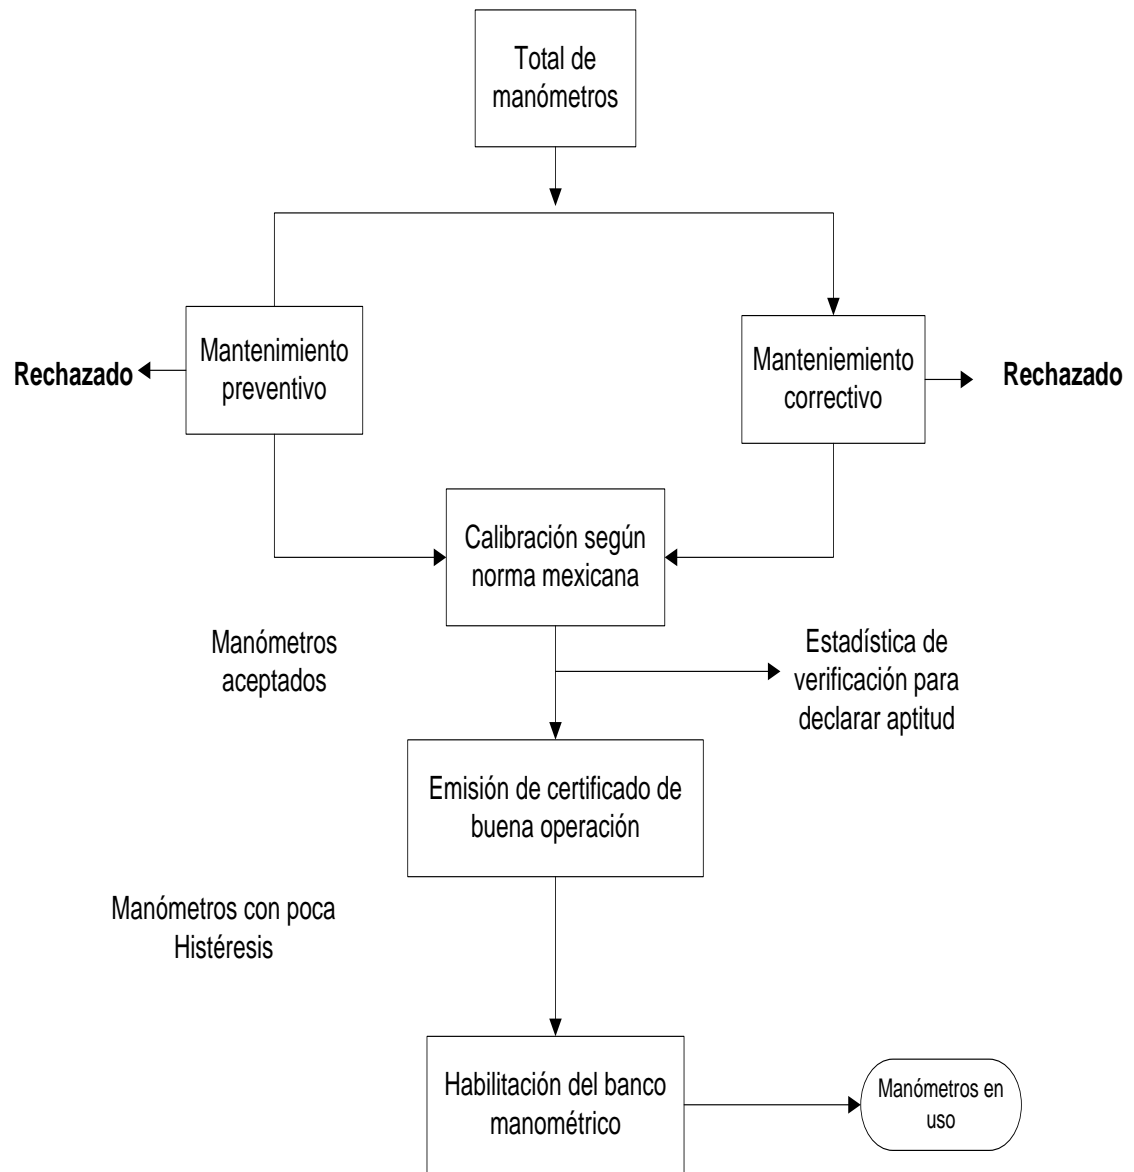 Total de
manómetros
Mantenimiento
preventivo
Rechazado
Manteniemiento
correctivo
Rechazado
Calibración según
norma mexicana
Manómetros
aceptados
Estadística de
verificación para
declarar aptitud
Emisión de certificado de
buena operación
Manómetros con poca
Histéresis
Habilitación del banco
manométrico
Manómetros en
uso